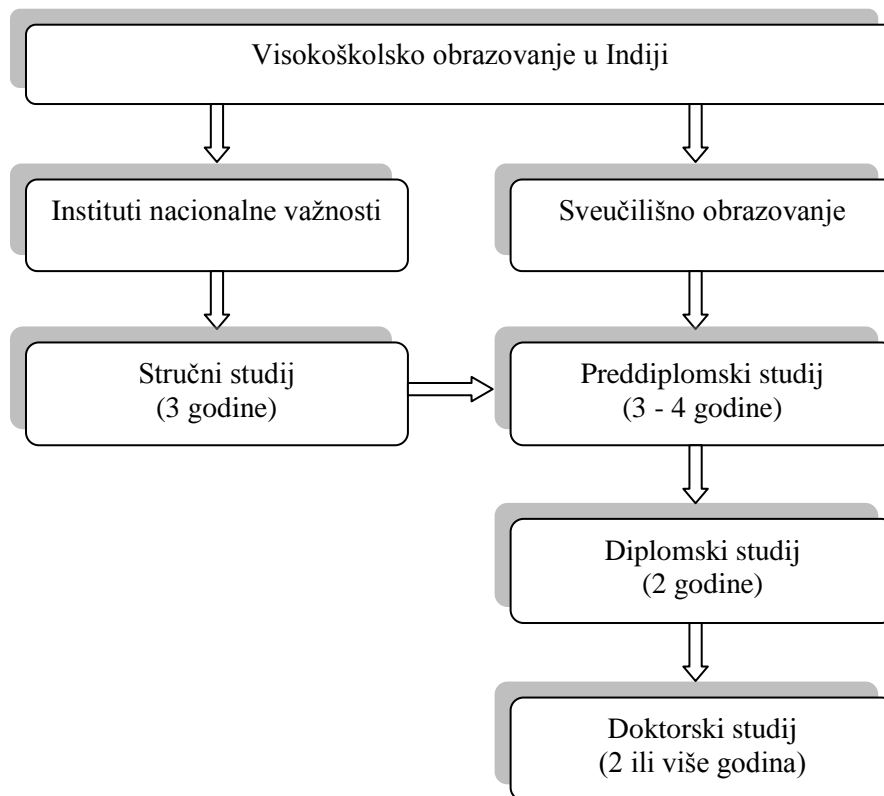 Visokoškolsko obrazovanje u Indiji
Instituti nacionalne važnosti
Sveučilišno obrazovanje
Stručni studij
(3 godine)
Preddiplomski studij
(3 - 4 godine)
Diplomski studij
(2 godine)
Doktorski studij
(2 ili više godina)